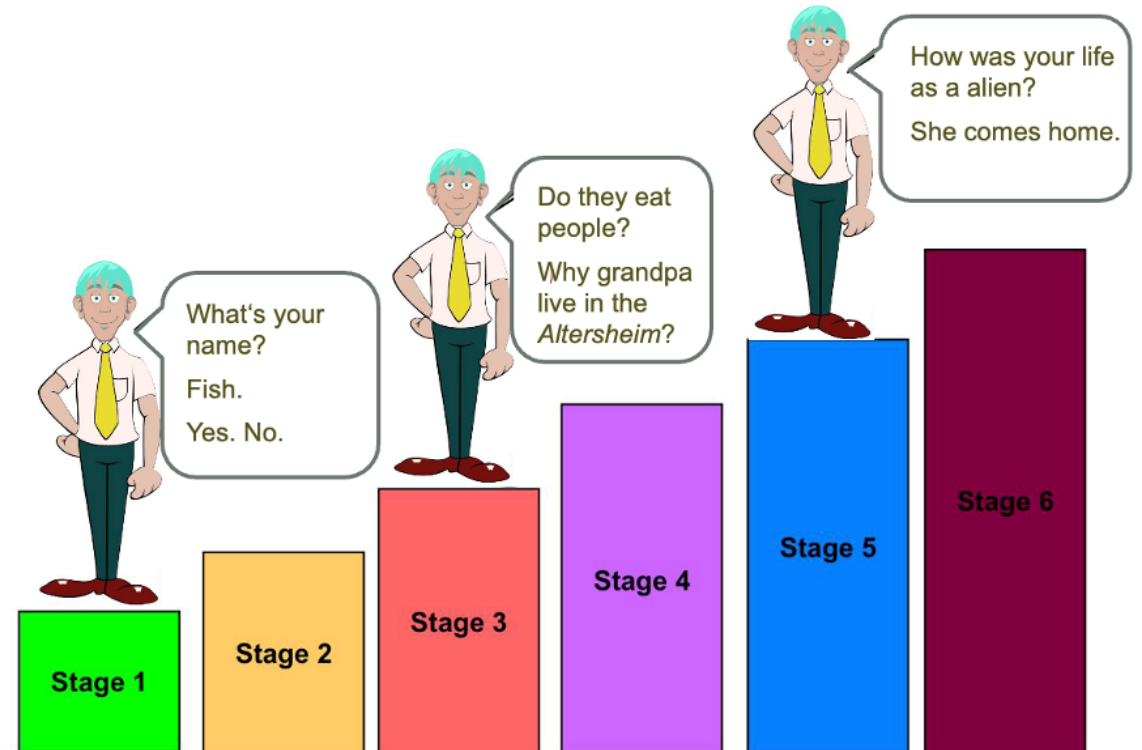 What's your
name?
Fish.
Yes. No.
Do they eat
people?
Why grandpa
live in the
Altersheim?
How was your life
as a alien?
She comes home.
Stage 1
Stage 2
Stage 3
Stage 4
Stage 5
Stage 6